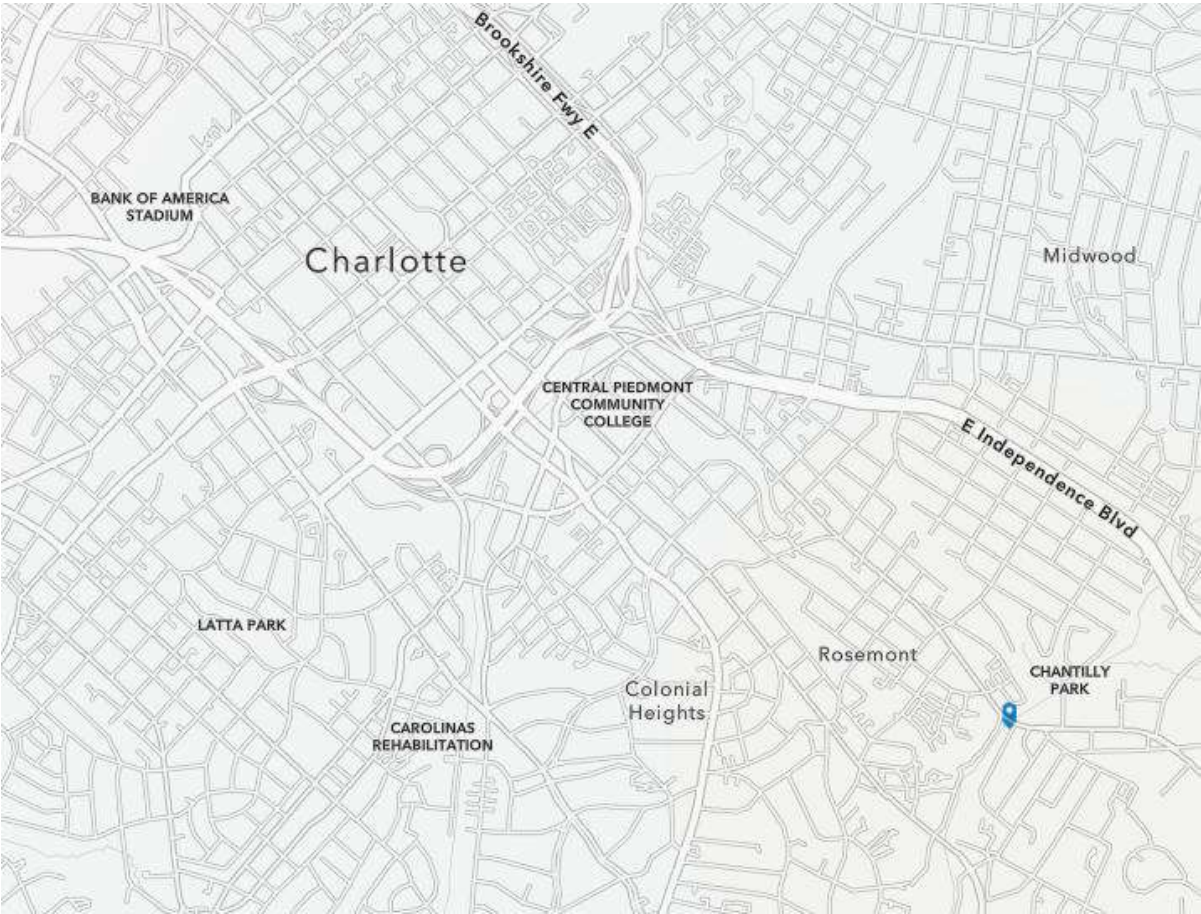 Brookshire Fwy E
BANK OF AMERICA
STADIUM
Charlotte
Midwood
CENTRAL PIEDMONT
COMMUNITY
COLLEGE
E Independence Blvd
LATTA PARK
Rosemont
CHANTILLY
PARK
Colonial
Heights
CAROLINAS
REHABILITATION